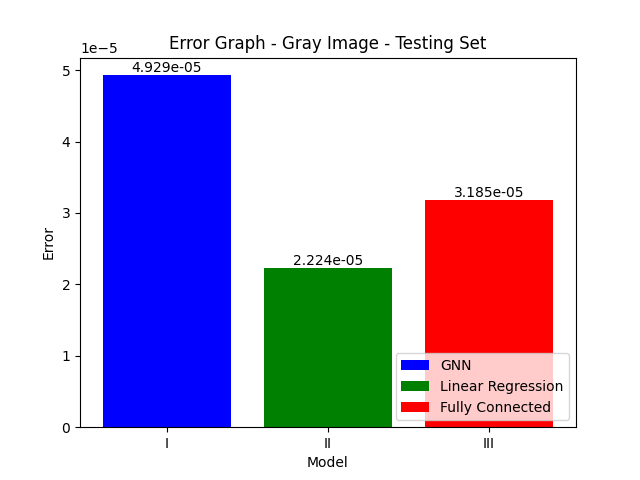 Error Graph - Gray Image - Testing Set
1e−5
5
4
3
2
1
0
Error
4.929e-05
2.224e-05
3.185e-05
GNN
Linear Regression
Fully Connected
I
II
III
Model